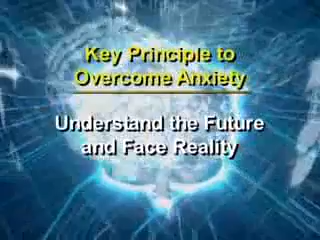 Key Principle to
Overcome Anxiety
Understand the Future
and Face Reality